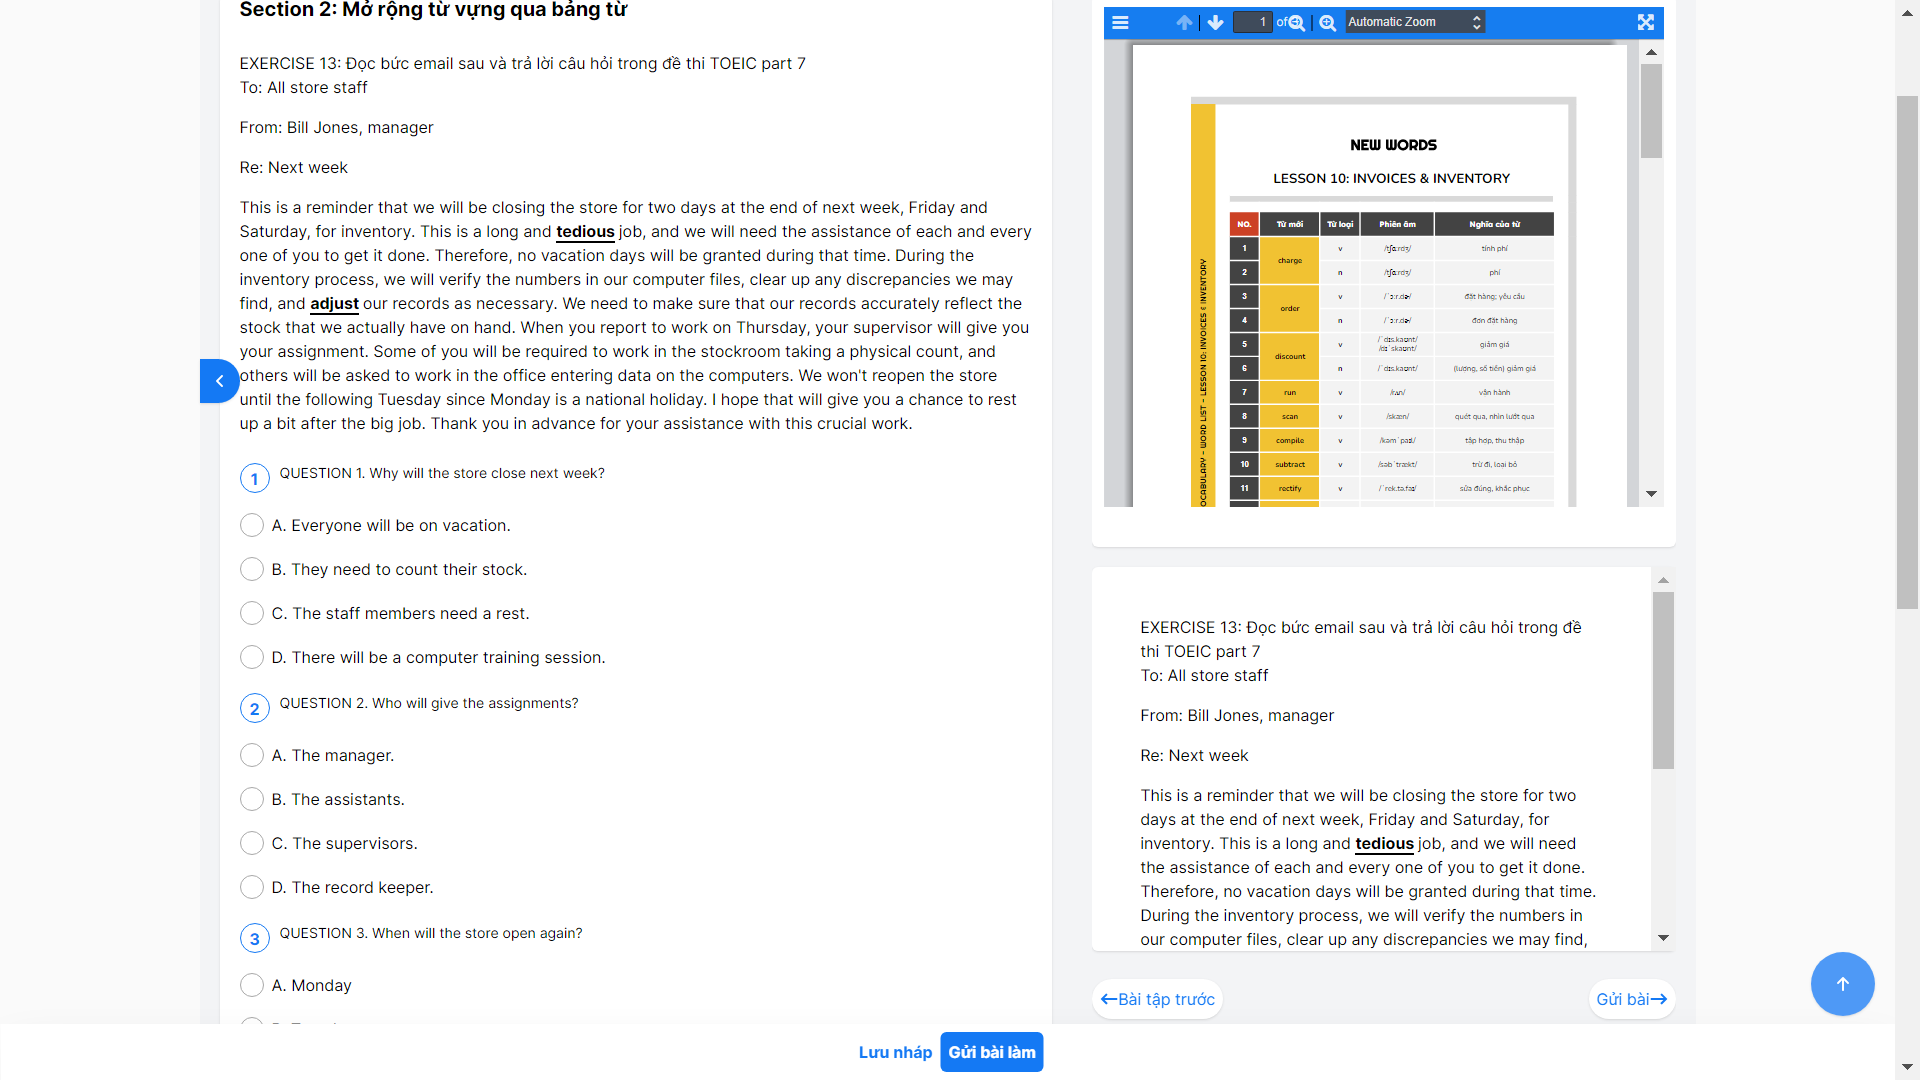 Section 2: Mở rộng từ vựng qua bảng từ
EXERCISE 13: Đọc bức email sau và trả lời câu hỏi trong đề thi TOEIC part 7
To: All store staff
From: Bill Jones, manager
Re: Next week
This is a reminder that we will be closing the store for two days at the end of next week, Friday and
Saturday, for inventory. This is a long and tedious job, and we will need the assistance of each and every
one of you to get it done. Therefore, no vacation days will be granted during that time. During the
inventory process, we will verify the numbers in our computer files, clear up any discrepancies we may
find, and adjust our records as necessary. We need to make sure that our records accurately reflect the
stock that we actually have on hand. When you report to work on Thursday, your supervisor will give you
your assignment. Some of you will be required to work in the stockroom taking a physical count, and
others will be asked to work in the office entering data on the computers. We won't reopen the store
until the following Tuesday since Monday is a national holiday. I hope that will give you a chance to rest
up a bit after the big job. Thank you in advance for your assistance with this crucial work.
1 QUESTION 1. Why will the store close next week?
A. Everyone will be on vacation.
B. They need to count their stock.
C. The staff members need a rest.
D. There will be a computer training session.
2 QUESTION 2. Who will give the assignments?
A. The manager.
B. The assistants.
C. The supervisors.
D. The record keeper.
3 QUESTION 3. When will the store open again?
A. Monday
1 of Automatic Zoom
NEW WORDS
LESSON 10: INVOICES & INVENTORY
OCABULARY - WORD LIST - LESSON 10: INVOICES & INVENTORY
NO. Từ mới Từ loại Phiên âm Nghĩa của từ
1 charge v /tʃɑːrdʒ/ tính phí
2 n /tʃɑːrdʒ/ phí
3 order v /ˈɔːr.dɚ/ đặt hàng; yêu cầu
4 n /ˈɔːr.dɚ/ đơn đặt hàng
5 discount v /ˈdɪs.kaʊnt/ /dɪˈskaʊnt/ giảm giá
6 n /ˈdɪs.kaʊnt/ (lượng, số tiền) giảm giá
7 run v /rʌn/ vận hành
8 scan v /skæn/ quét qua, nhìn lướt qua
9 compile v /kəmˈpaɪl/ tập hợp, thu thập
10 subtract v /səbˈtrækt/ trừ đi, loại bỏ
11 rectify v /ˈrek.tə.faɪ/ sửa đúng, khắc phục
EXERCISE 13: Đọc bức email sau và trả lời câu hỏi trong đề
thi TOEIC part 7
To: All store staff
From: Bill Jones, manager
Re: Next week
This is a reminder that we will be closing the store for two
days at the end of next week, Friday and Saturday, for
inventory. This is a long and tedious job, and we will need
the assistance of each and every one of you to get it done.
Therefore, no vacation days will be granted during that time.
During the inventory process, we will verify the numbers in
our computer files, clear up any discrepancies we may find,
Bài tập trước
Gửi bài
Lưu nháp
Gửi bài làm